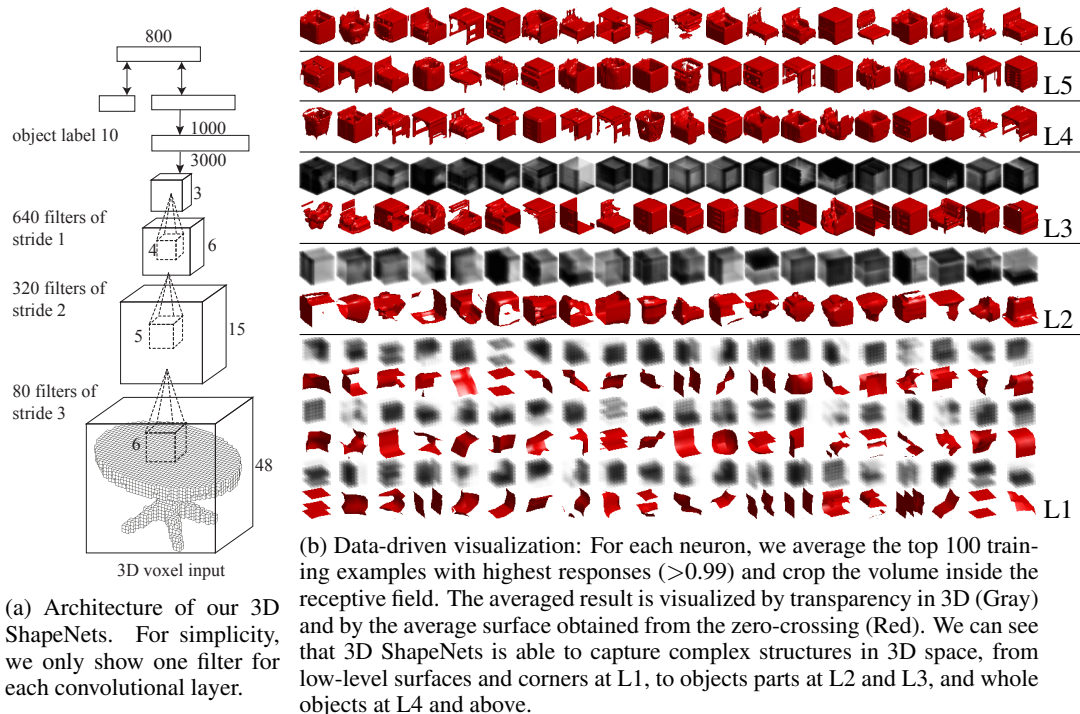 800
object label 10
1000
3000
3
640 filters of
stride 1
4
6
320 filters of
stride 2
5
15
80 filters of
stride 3
6
48
3D voxel input
(a) Architecture of our 3D
ShapeNets. For simplicity,
we only show one filter for
each convolutional layer.
L6
L5
L4
L3
L2
L1
(b) Data-driven visualization: For each neuron, we average the top 100 train-
ing examples with highest responses (>0.99) and crop the volume inside the
receptive field. The averaged result is visualized by transparency in 3D (Gray)
and by the average surface obtained from the zero-crossing (Red). We can see
that 3D ShapeNets is able to capture complex structures in 3D space, from
low-level surfaces and corners at L1, to objects parts at L2 and L3, and whole
objects at L4 and above.